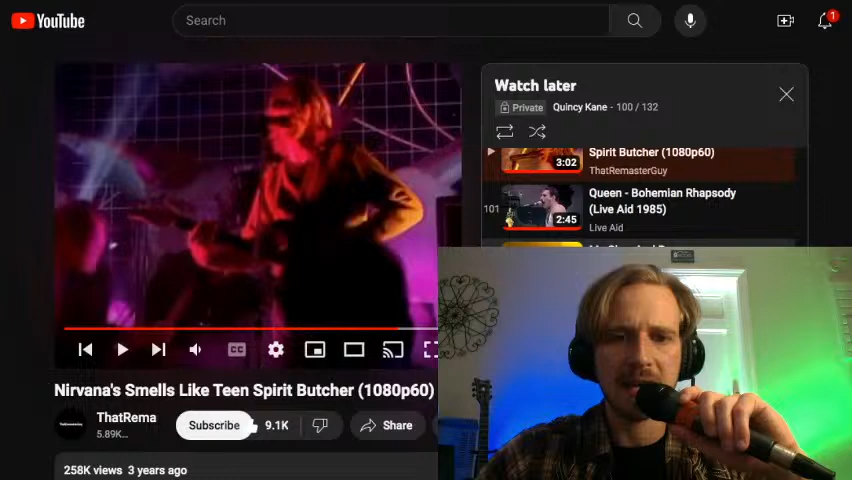 YouTube
Search
1
Watch later
Private Quincy Kane - 100 / 132
Spirit Butcher (1080p60)
3:02
ThatRemasterGuy
Queen - Bohemian Rhapsody
(Live Aid 1985)
101
2:45
Live Aid
CC
Nirvana's Smells Like Teen Spirit Butcher (1080p60)
ThatRema
5.89K...
Subscribe
9.1K
Share
258K views 3 years ago